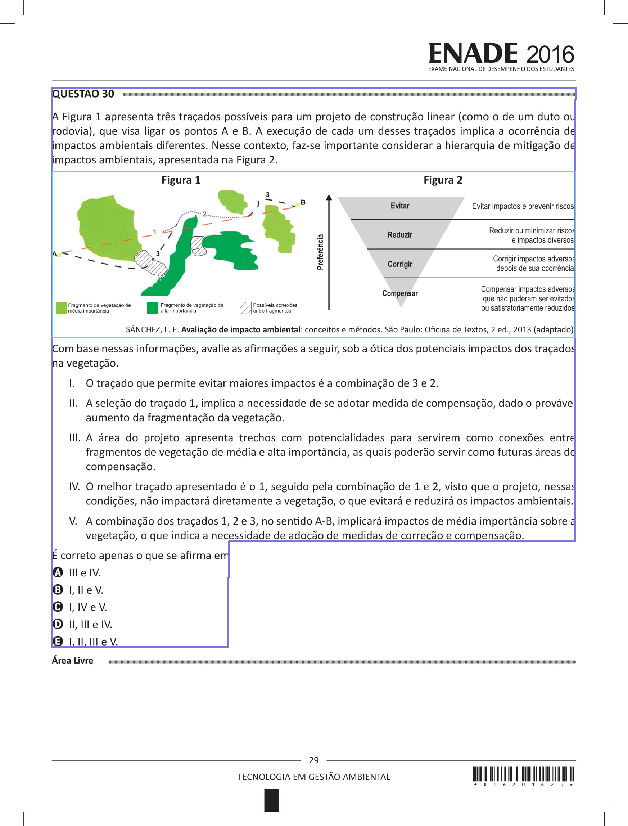 ENADE 2016
EXAME NACIONAL DE DESEMPENHO DOS ESTUDANTES
QUESTÃO 30
A Figura 1 apresenta três traçados possíveis para um projeto de construção linear (como o de um duto ou
rodovia), que visa ligar os pontos A e B. A execução de cada um desses traçados implica a ocorrência de
impactos ambientais diferentes. Nesse contexto, faz-se importante considerar a hierarquia de mitigação de
impactos ambientais, apresentada na Figura 2.
Figura 1
Figura 2
A
1
2
3
3
B
Fragmento de vegetação de
média importância
Fragmento de vegetação de
alta importância
Possíveis conexões
entre fragmentos
Preferência
Evitar
Evitar impactos e prevenir riscos
Reduzir
Reduzir ou minimizar riscos
e impactos diversos
Corrigir
Corrigir impactos adversos
depois de sua ocorrência
Compensar
Compensar impactos adversos
que não puderam ser evitados
ou satisfatoriamente reduzidos
SÁNCHEZ, L. E. Avaliação de impacto ambiental: conceitos e métodos. São Paulo: Oficina de Textos, 2 ed., 2013 (adaptado)
Com base nessas informações, avalie as afirmações a seguir, sob a ótica dos potenciais impactos dos traçados
na vegetação.
I. O traçado que permite evitar maiores impactos é a combinação de 3 e 2.
II. A seleção do traçado 1, implica a necessidade de se adotar medida de compensação, dado o prováve
aumento da fragmentação da vegetação.
III. A área do projeto apresenta trechos com potencialidades para servirem como conexões entre
fragmentos de vegetação de média e alta importância, as quais poderão servir como futuras áreas de
compensação.
IV. O melhor traçado apresentado é o 1, seguido pela combinação de 1 e 2, visto que o projeto, nessas
condições, não impactará diretamente a vegetação, o que evitará e reduzirá os impactos ambientais.
V. A combinação dos traçados 1, 2 e 3, no sentido A-B, implicará impactos de média importância sobre a
vegetação, o que indica a necessidade de adoção de medidas de correção e compensação.
É correto apenas o que se afirma em
A III e IV.
B I, II e V.
C I, IV e V.
D II, III e IV.
E I, II, III e V.
Área Livre
29
TECNOLOGIA EM GESTÃO AMBIENTAL